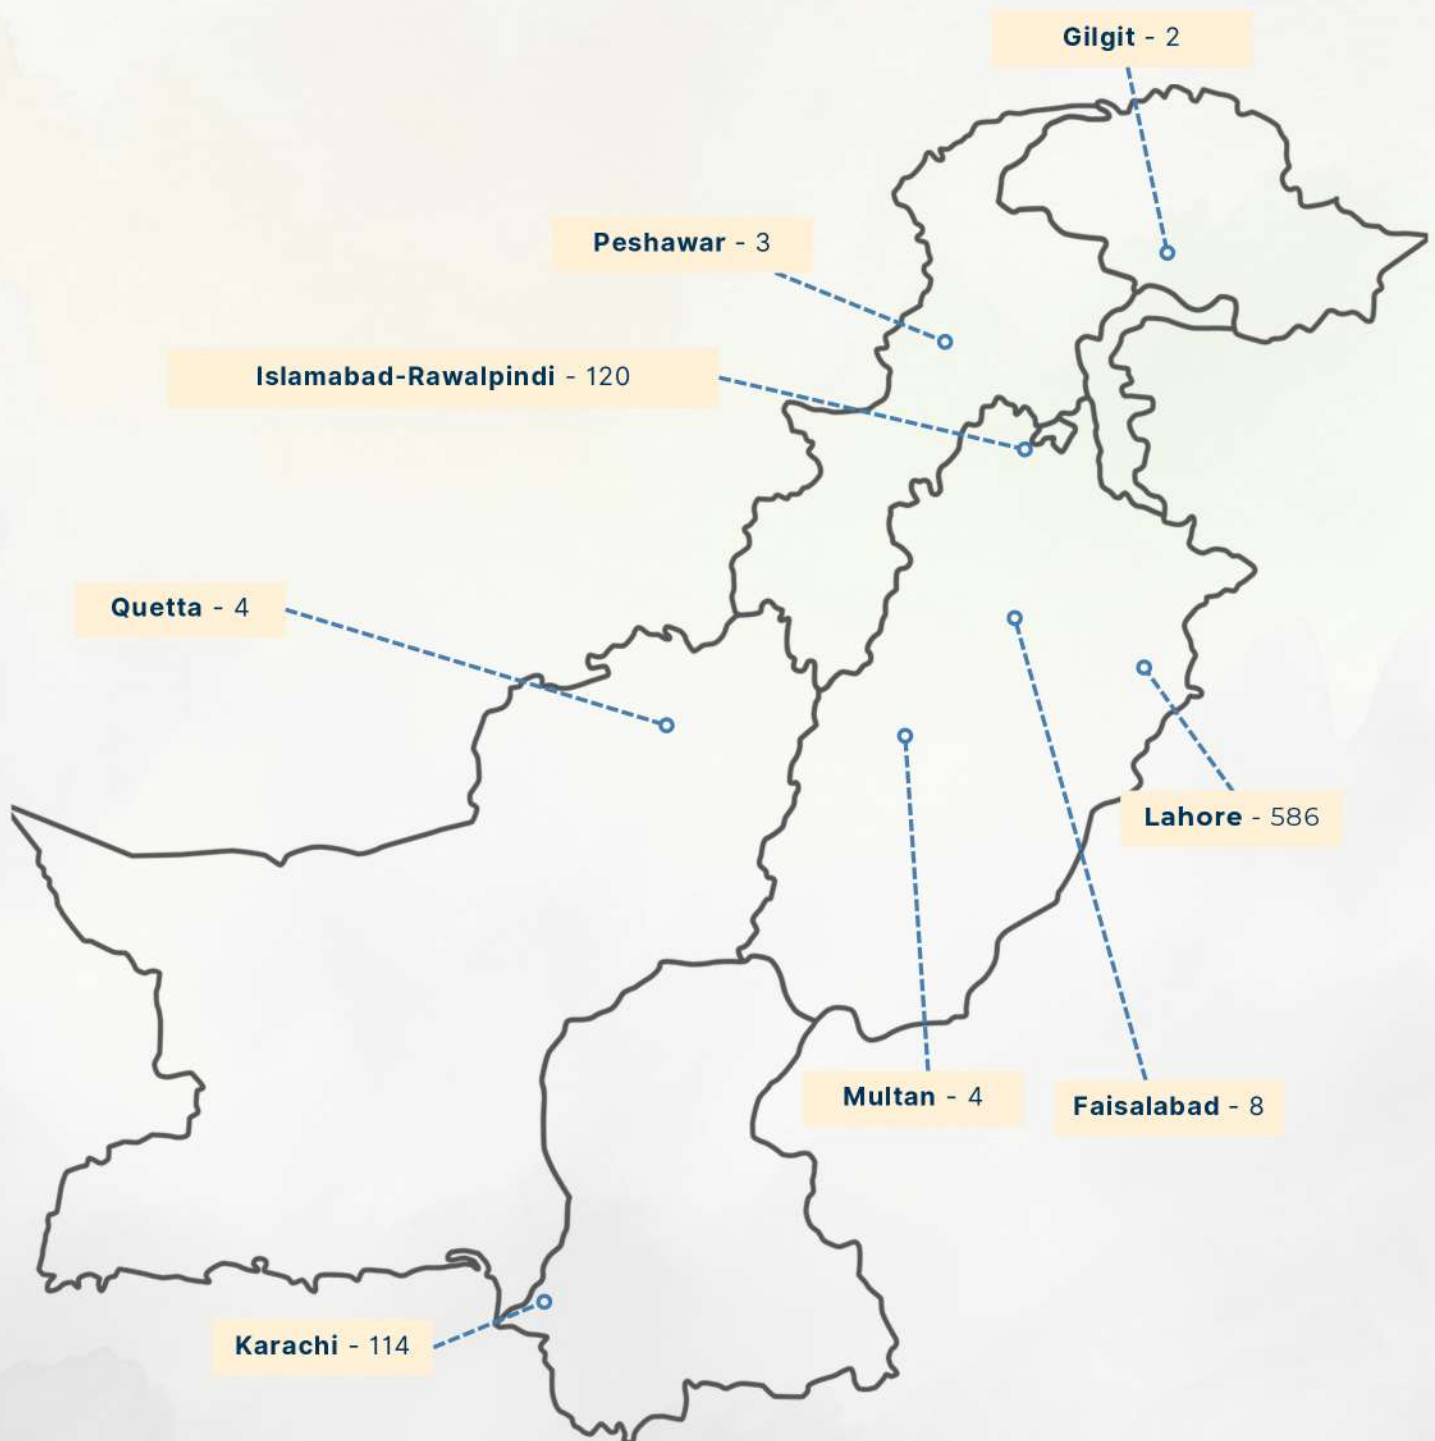 Gilgit - 2
Peshawar - 3
Islamabad-Rawalpindi - 120
Quetta - 4
Lahore - 586
Multan - 4
Faisalabad - 8
Karachi - 114